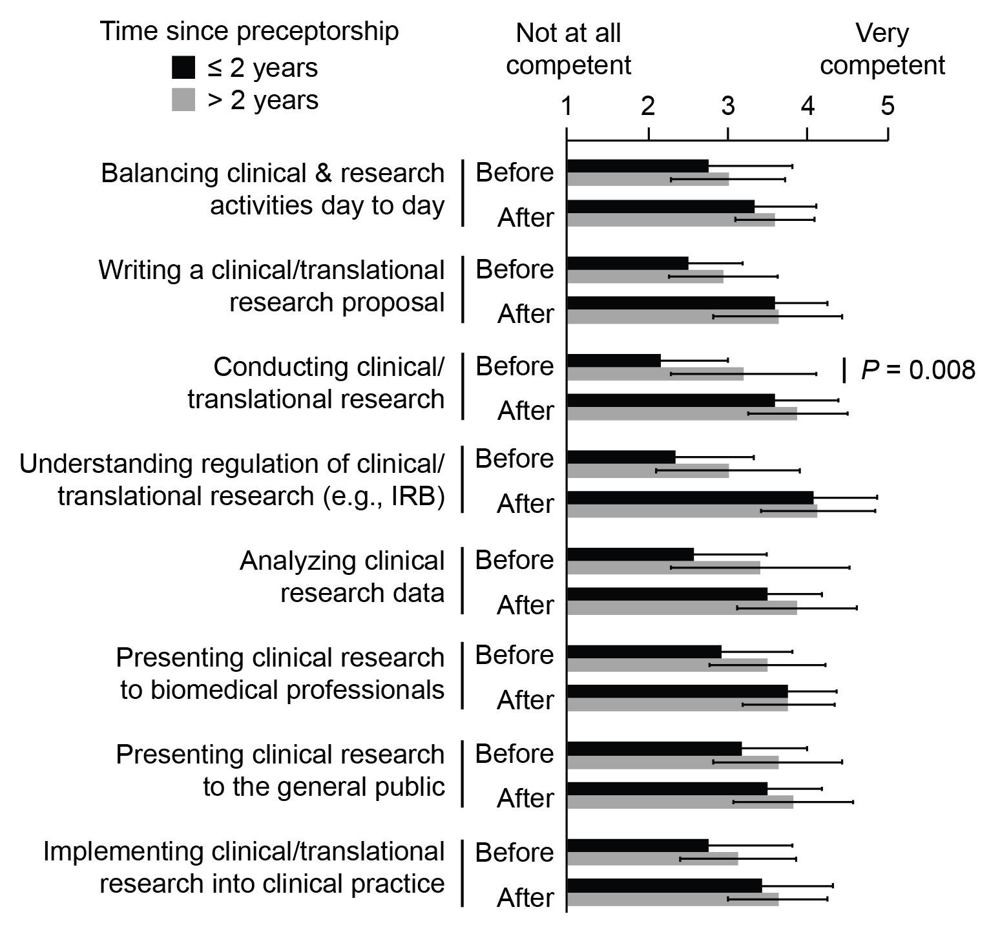 Time since preceptorship
≤ 2 years
> 2 years
Not at all
competent
Very
competent
1 2 3 4 5
Balancing clinical & research
activities day to day
Before
After
Writing a clinical/translational
research proposal
Before
After
Conducting clinical/
translational research
Before
After
P = 0.008
Understanding regulation of clinical/
translational research (e.g., IRB)
Before
After
Analyzing clinical
research data
Before
After
Presenting clinical research
to biomedical professionals
Before
After
Presenting clinical research
to the general public
Before
After
Implementing clinical/translational
research into clinical practice
Before
After